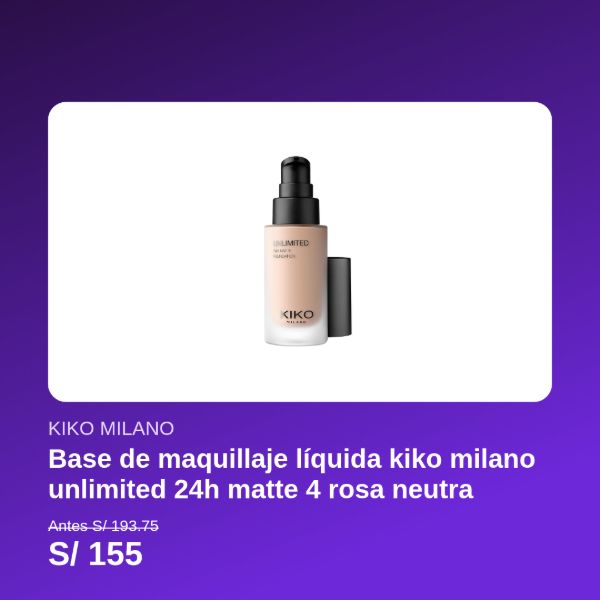 UNLIMITED
FOUNDATION
KIKO
MILANO
KIKO MILANO
Base de maquillaje líquida kiko milano
unlimited 24h matte 4 rosa neutra
Antes S/ 193.75
S/ 155